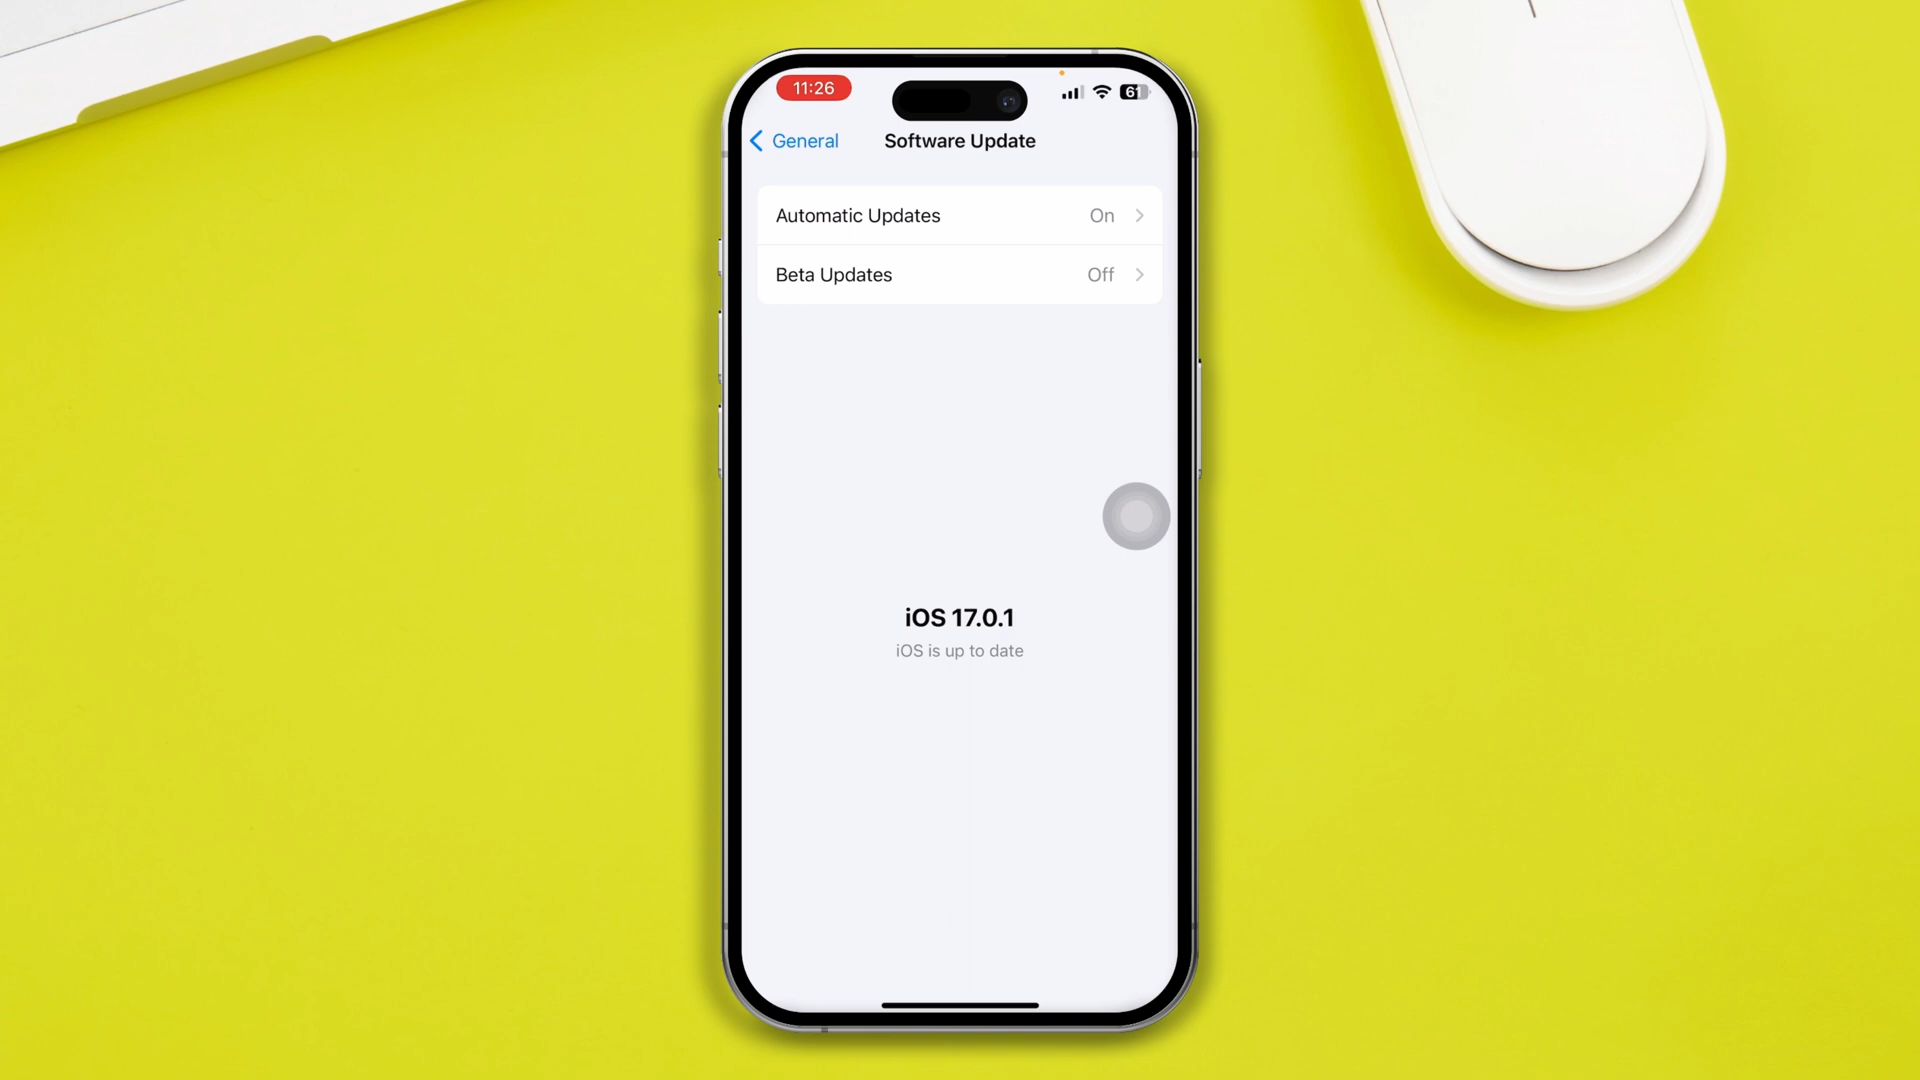 11:26
61
General
Software Update
Automatic Updates On
Beta Updates Off
iOS 17.0.1
iOS is up to date